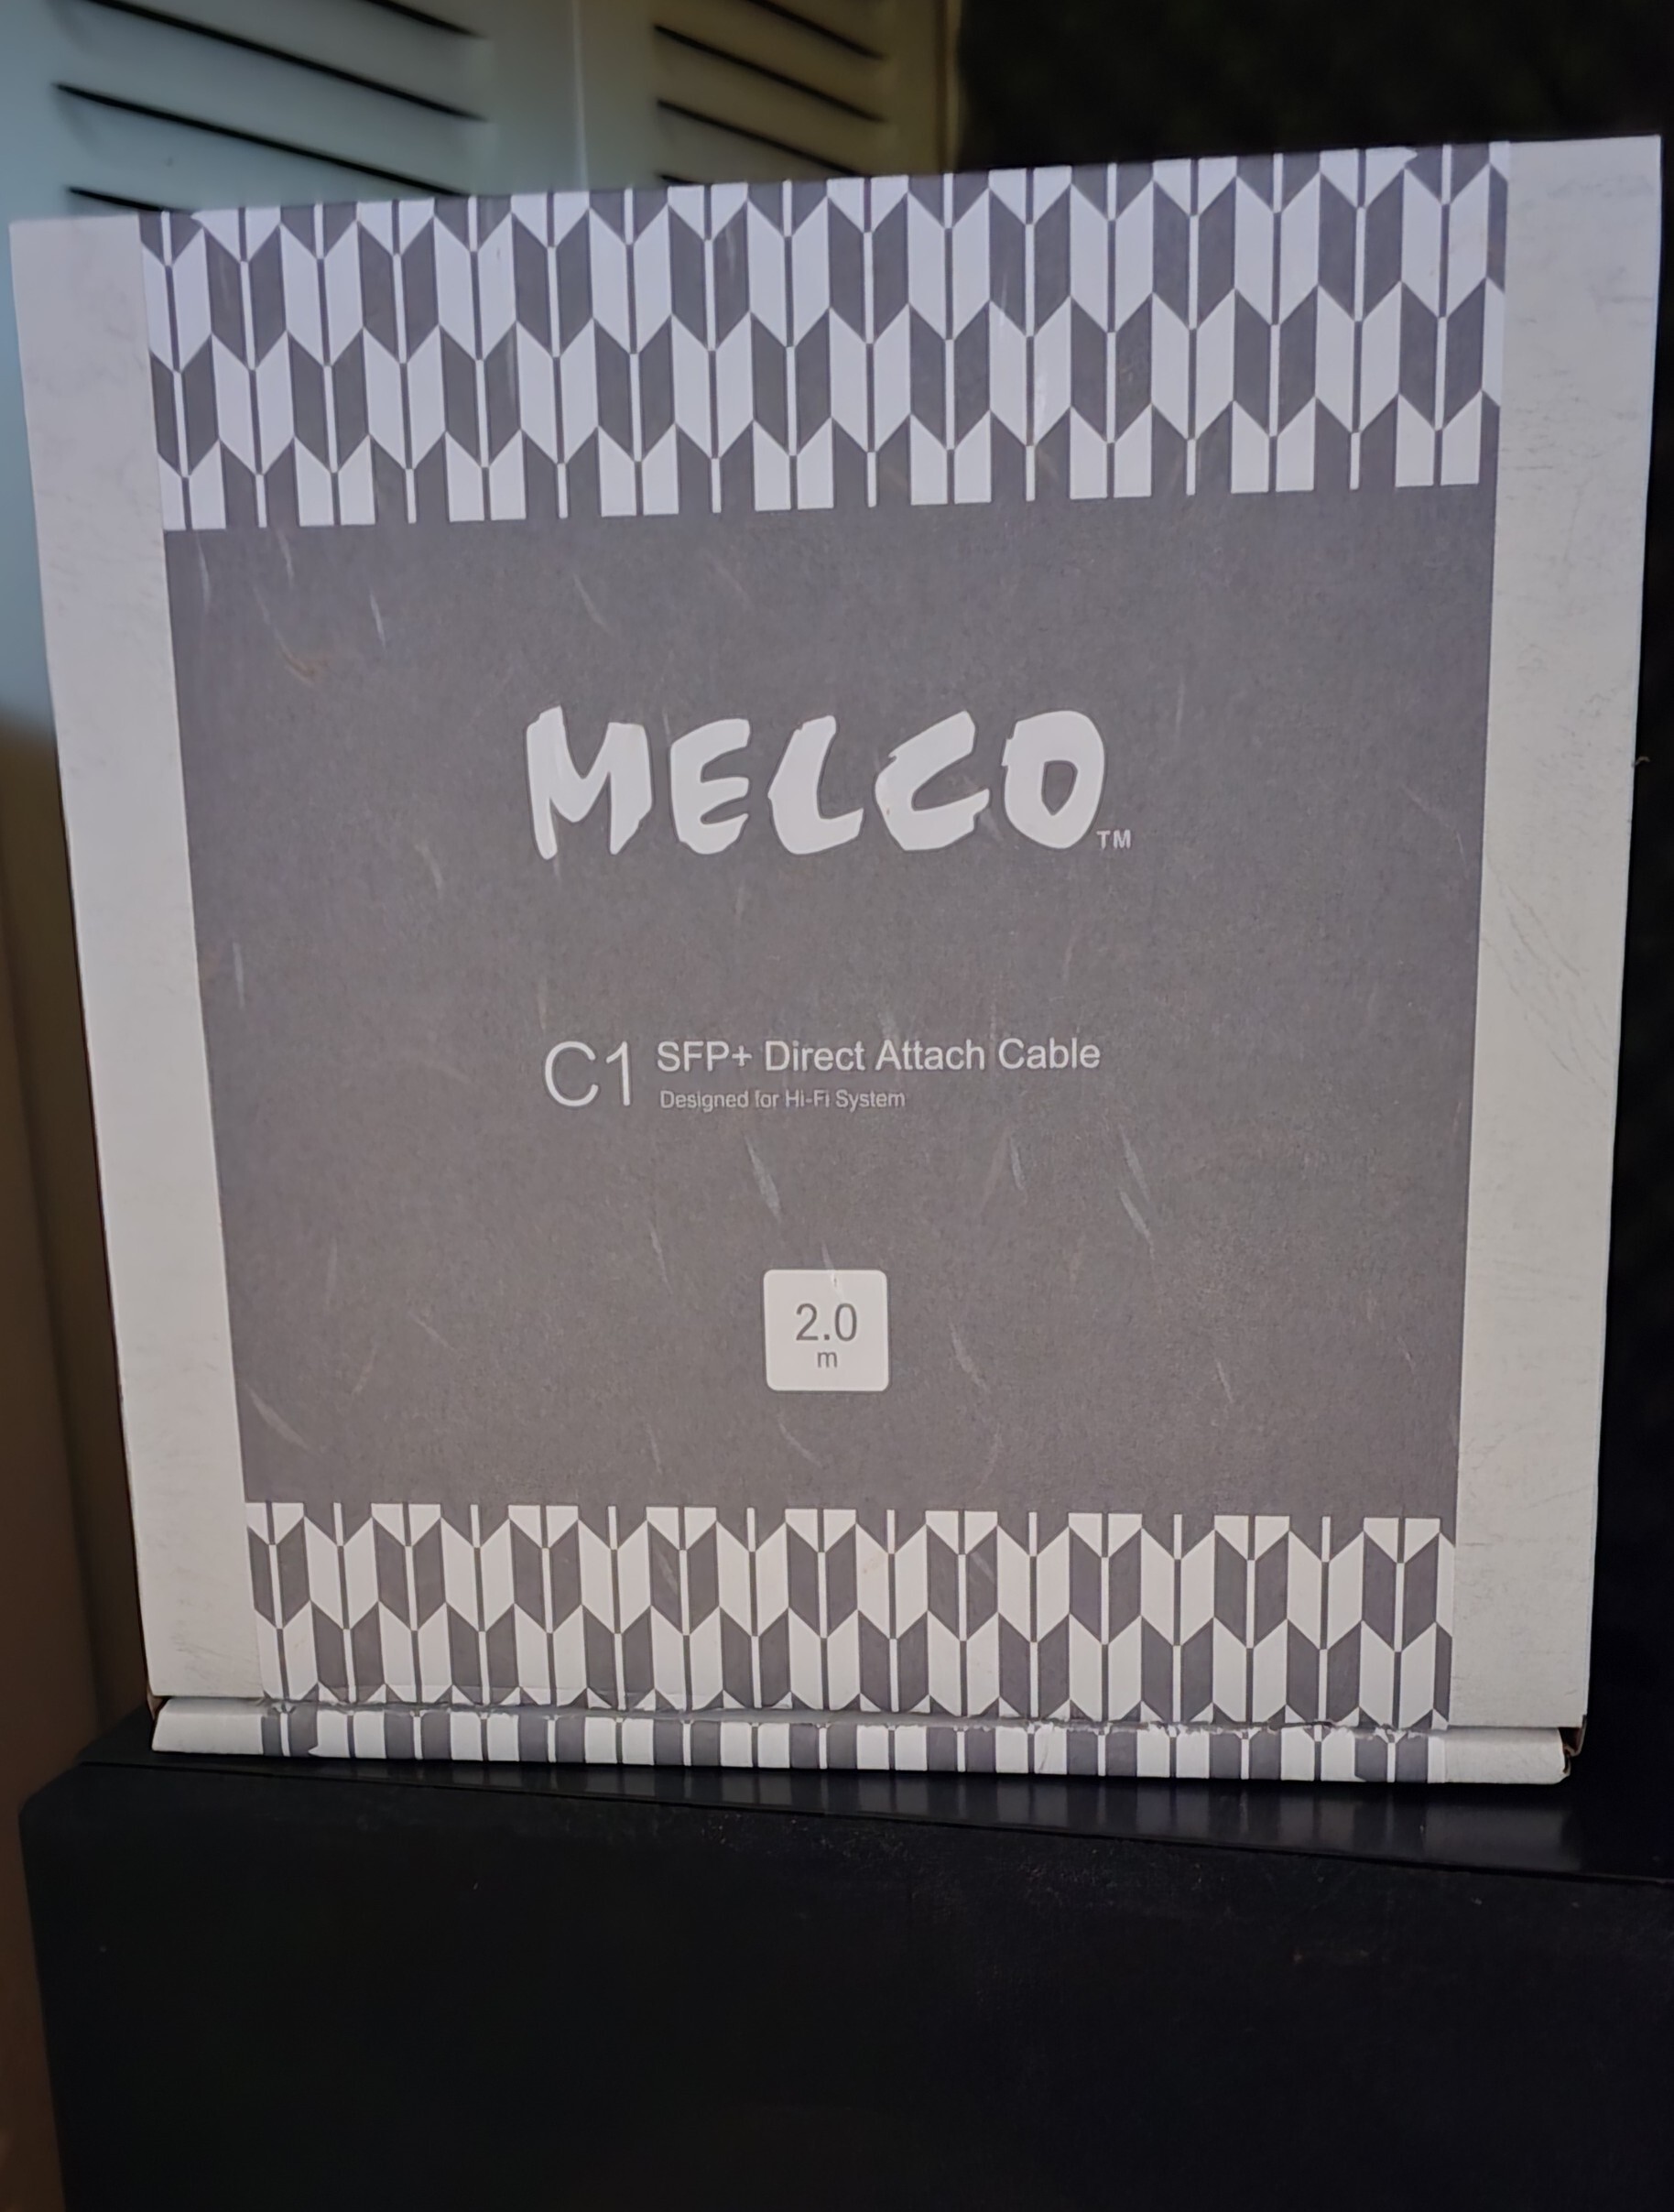 MELCO™
C1 SFP+ Direct Attach Cable
Designed for Hi-Fi System
2.0
m